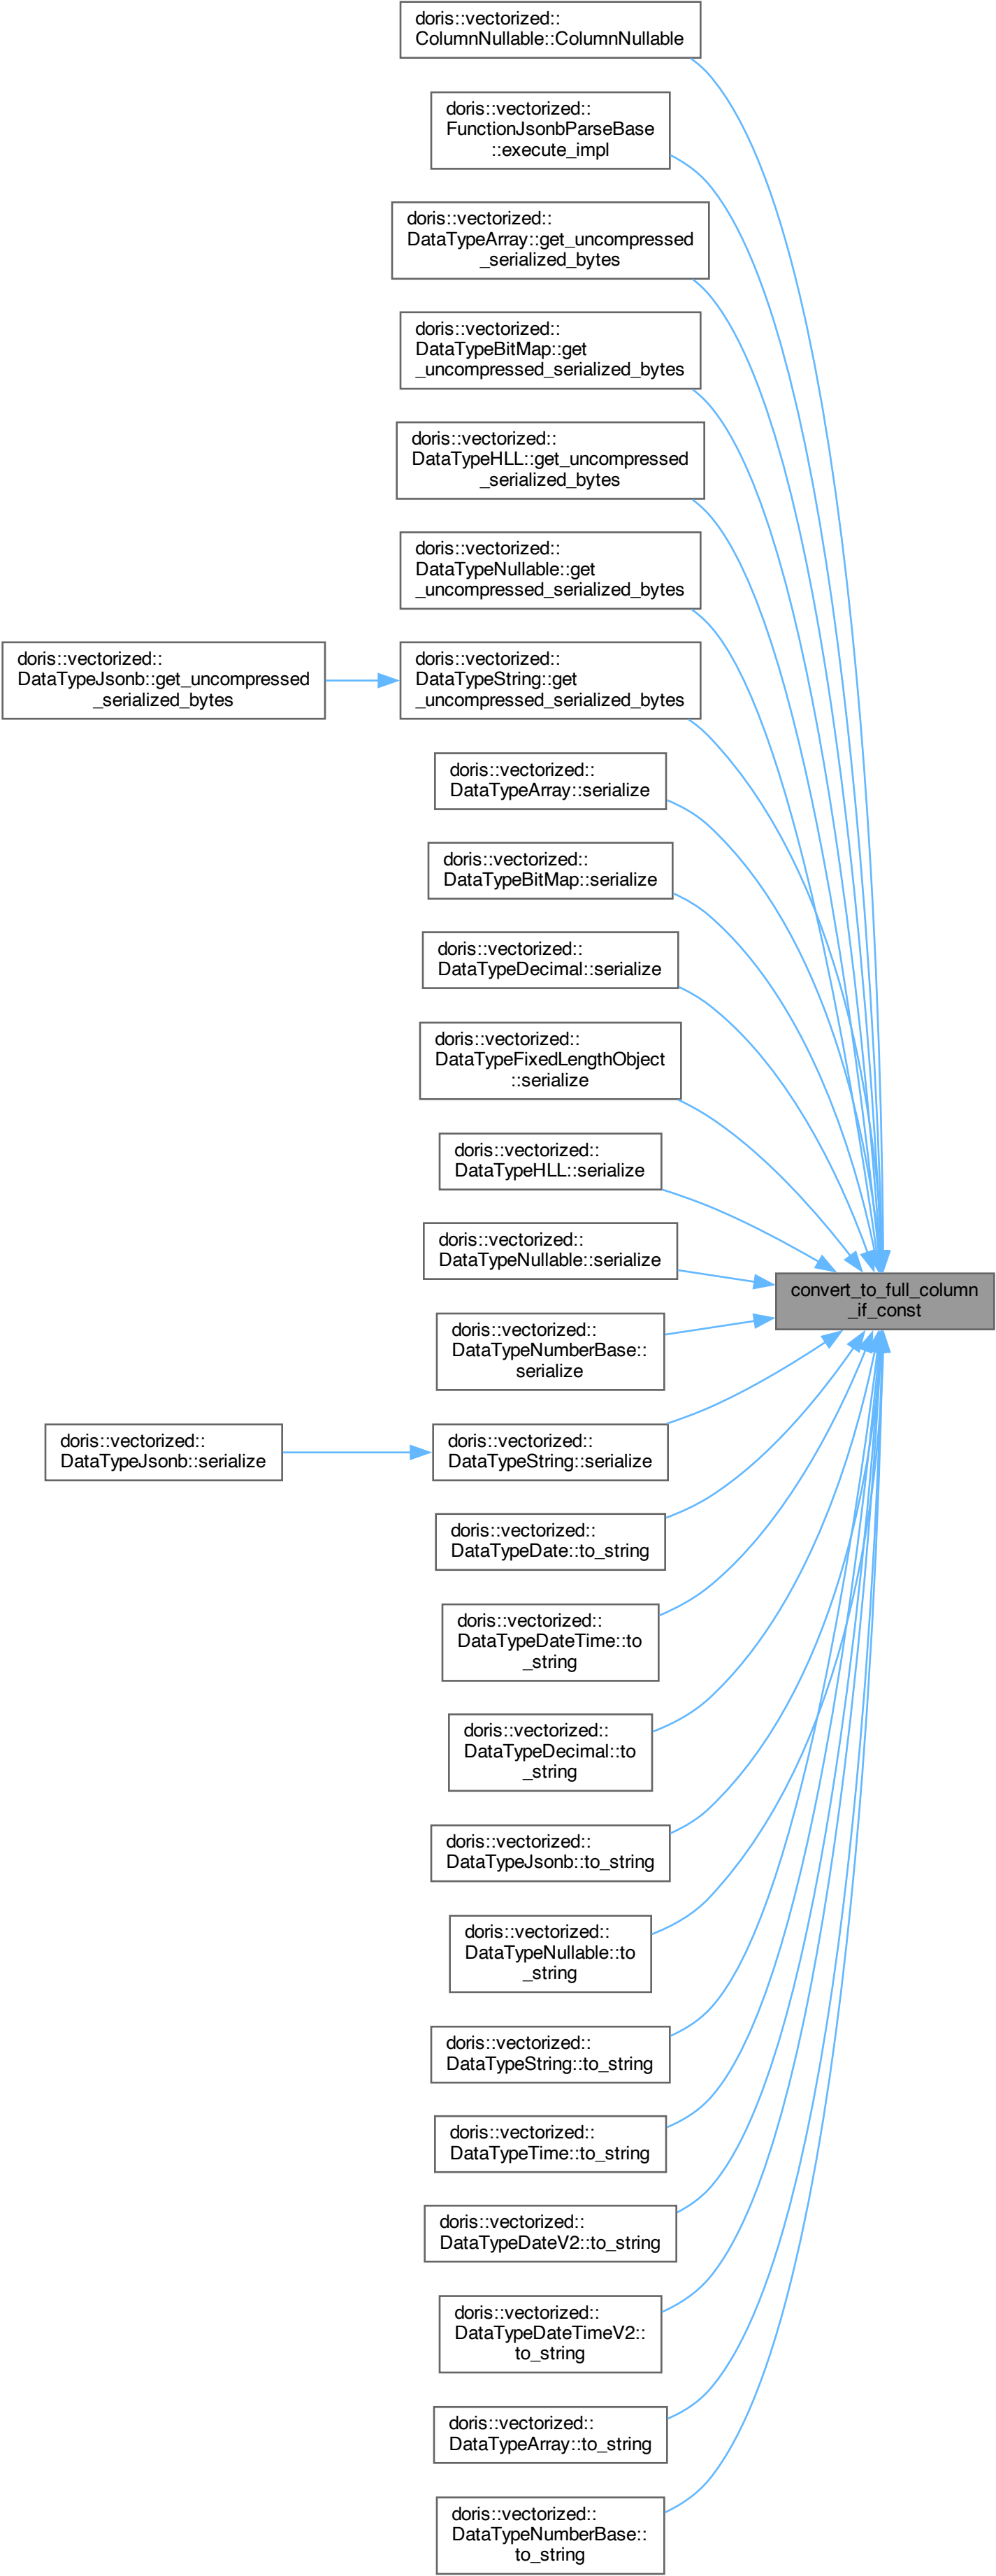 doris::vectorized::
ColumnNullable::ColumnNullable
doris::vectorized::
FunctionJsonbParseBase
::execute_impl
doris::vectorized::
DataTypeArray::get_uncompressed
_serialized_bytes
doris::vectorized::
DataTypeBitMap::get
_uncompressed_serialized_bytes
doris::vectorized::
DataTypeHLL::get_uncompressed
_serialized_bytes
doris::vectorized::
DataTypeNullable::get
_uncompressed_serialized_bytes
doris::vectorized::
DataTypeJsonb::get_uncompressed
_serialized_bytes
doris::vectorized::
DataTypeString::get
_uncompressed_serialized_bytes
doris::vectorized::
DataTypeArray::serialize
doris::vectorized::
DataTypeBitMap::serialize
doris::vectorized::
DataTypeDecimal::serialize
doris::vectorized::
DataTypeFixedLengthObject
::serialize
doris::vectorized::
DataTypeHLL::serialize
doris::vectorized::
DataTypeNullable::serialize
convert_to_full_column
_if_const
doris::vectorized::
DataTypeNumberBase::
serialize
doris::vectorized::
DataTypeJsonb::serialize
doris::vectorized::
DataTypeString::serialize
doris::vectorized::
DataTypeDate::to_string
doris::vectorized::
DataTypeDateTime::to
_string
doris::vectorized::
DataTypeDecimal::to
_string
doris::vectorized::
DataTypeJsonb::to_string
doris::vectorized::
DataTypeNullable::to
_string
doris::vectorized::
DataTypeString::to_string
doris::vectorized::
DataTypeTime::to_string
doris::vectorized::
DataTypeDateV2::to_string
doris::vectorized::
DataTypeDateTimeV2::
to_string
doris::vectorized::
DataTypeArray::to_string
doris::vectorized::
DataTypeNumberBase::
to_string